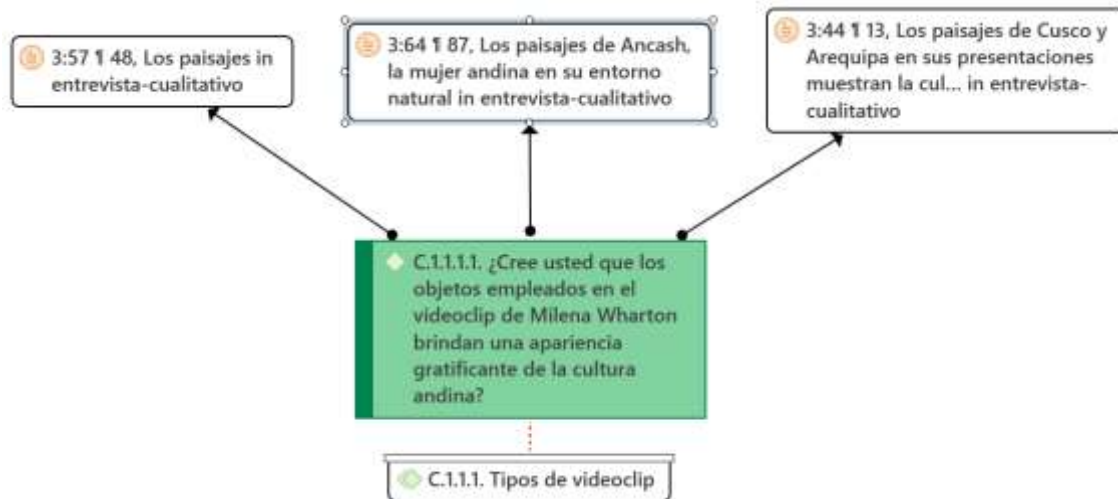 3:57 ¶ 48, Los paisajes in
entrevista-cualitativo
3:64 ¶ 87, Los paisajes de Ancash,
la mujer andina en su entorno
natural in entrevista-cualitativo
3:44 ¶ 13, Los paisajes de Cusco y
Arequipa en sus presentaciones
muestran la cul... in entrevista-
cualitativo
C.1.1.1.1. ¿Cree usted que los
objetos empleados en el
videoclip de Milena Wharton
brindan una apariencia
gratificante de la cultura
andina?
C.1.1.1. Tipos de videoclip